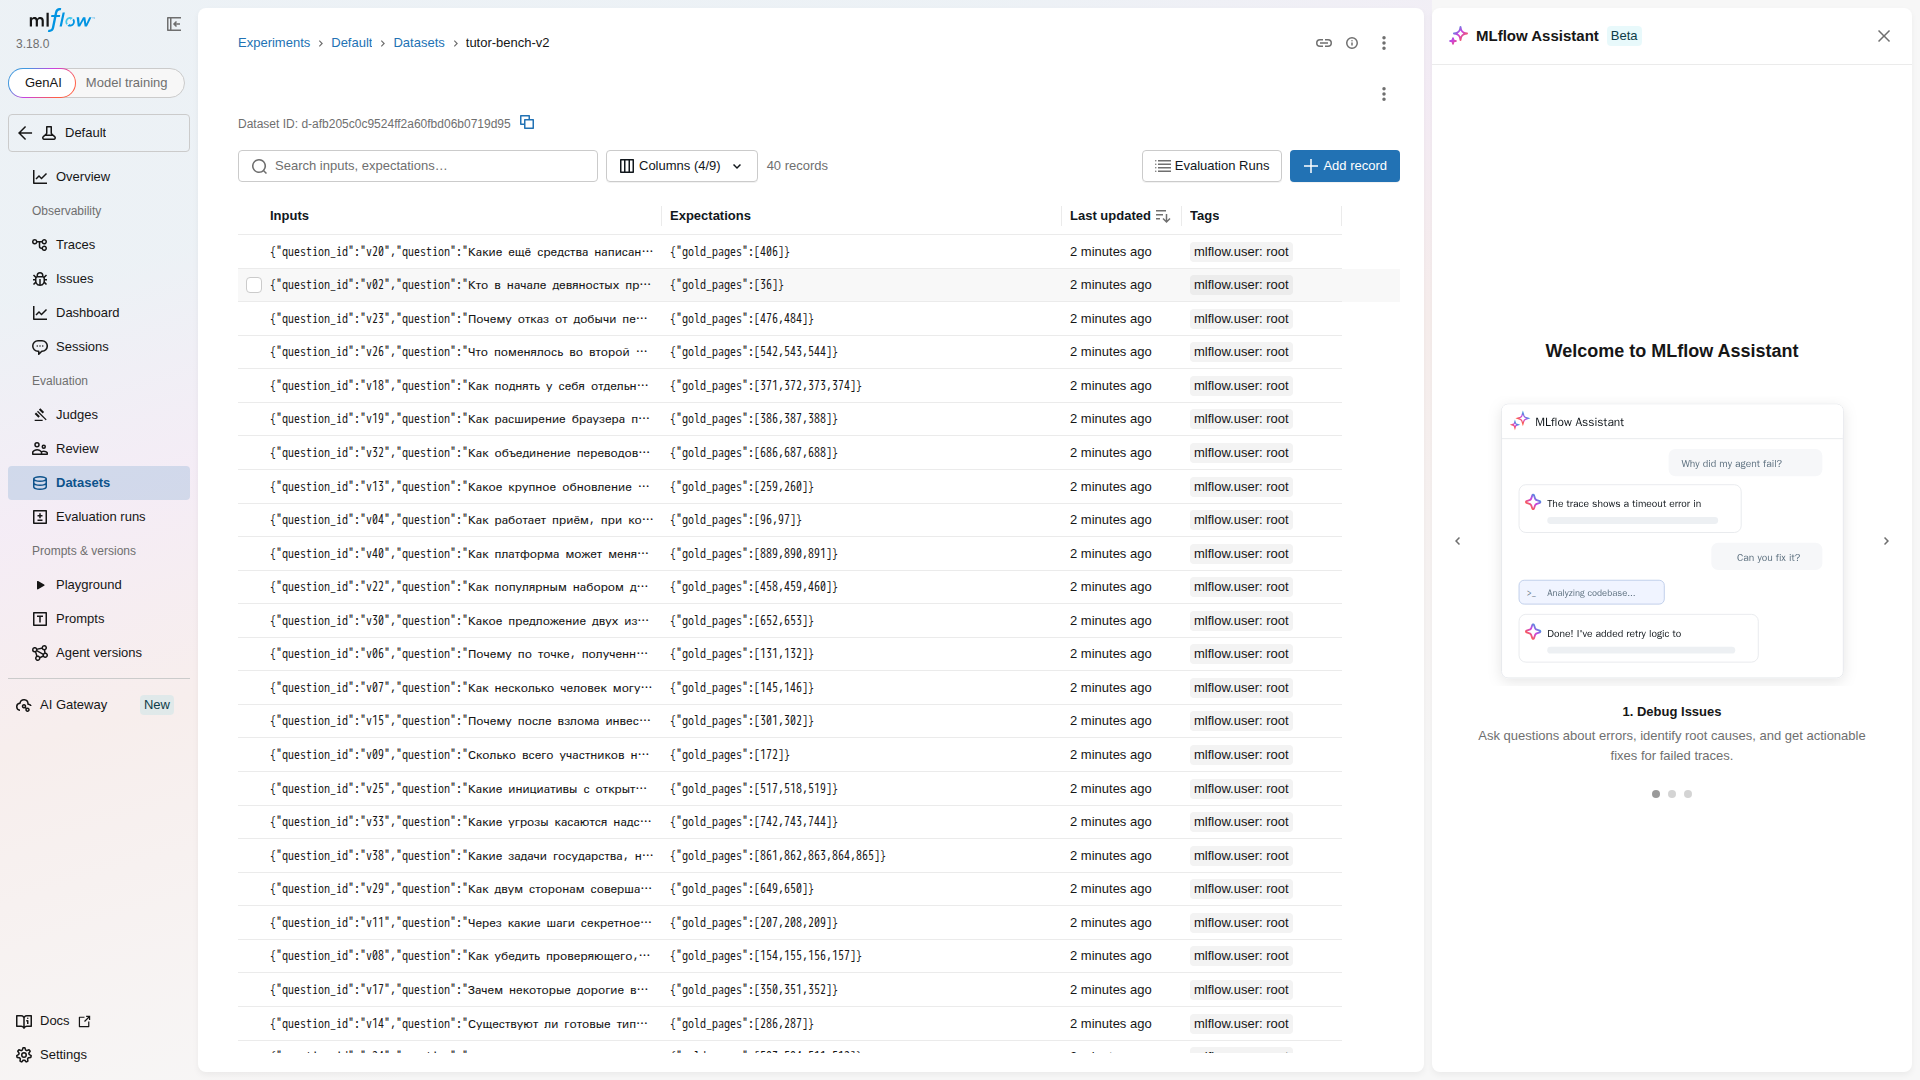 mlflow
3.18.0
GenAI
Model training
Default
Overview
Observability
Traces
Issues
Dashboard
Sessions
Evaluation
Judges
Review
Datasets
Evaluation runs
Prompts & versions
Playground
Prompts
Agent versions
AI Gateway New
Docs
Settings
Experiments > Default > Datasets > tutor-bench-v2
Dataset ID: d-afb205c0c9524ff2a60fbd06b0719d95
Search inputs, expectations…
Columns (4/9)
40 records
Evaluation Runs
Add record
Inputs Expectations Last updated Tags
{"question_id":"v20","question":"Какие ещё средства написан… {"gold_pages":[406]} 2 minutes ago mlflow.user: root
{"question_id":"v02","question":"Кто в начале девяностых пр… {"gold_pages":[36]} 2 minutes ago mlflow.user: root
{"question_id":"v23","question":"Почему отказ от добычи пе… {"gold_pages":[476,484]} 2 minutes ago mlflow.user: root
{"question_id":"v26","question":"Что поменялось во второй … {"gold_pages":[542,543,544]} 2 minutes ago mlflow.user: root
{"question_id":"v18","question":"Как поднять у себя отдельн… {"gold_pages":[371,372,373,374]} 2 minutes ago mlflow.user: root
{"question_id":"v19","question":"Как расширение браузера п… {"gold_pages":[386,387,388]} 2 minutes ago mlflow.user: root
{"question_id":"v32","question":"Как объединение переводов… {"gold_pages":[686,687,688]} 2 minutes ago mlflow.user: root
{"question_id":"v13","question":"Какое крупное обновление … {"gold_pages":[259,260]} 2 minutes ago mlflow.user: root
{"question_id":"v04","question":"Как работает приём, при ко… {"gold_pages":[96,97]} 2 minutes ago mlflow.user: root
{"question_id":"v40","question":"Как платформа может меня… {"gold_pages":[889,890,891]} 2 minutes ago mlflow.user: root
{"question_id":"v22","question":"Как популярным набором д… {"gold_pages":[458,459,460]} 2 minutes ago mlflow.user: root
{"question_id":"v30","question":"Какое предложение двух из… {"gold_pages":[652,653]} 2 minutes ago mlflow.user: root
{"question_id":"v06","question":"Почему по точке, полученн… {"gold_pages":[131,132]} 2 minutes ago mlflow.user: root
{"question_id":"v07","question":"Как несколько человек могу… {"gold_pages":[145,146]} 2 minutes ago mlflow.user: root
{"question_id":"v15","question":"Почему после взлома инвес… {"gold_pages":[301,302]} 2 minutes ago mlflow.user: root
{"question_id":"v09","question":"Сколько всего участников н… {"gold_pages":[172]} 2 minutes ago mlflow.user: root
{"question_id":"v25","question":"Какие инициативы с открыт… {"gold_pages":[517,518,519]} 2 minutes ago mlflow.user: root
{"question_id":"v33","question":"Какие угрозы касаются надс… {"gold_pages":[742,743,744]} 2 minutes ago mlflow.user: root
{"question_id":"v38","question":"Какие задачи государства, н… {"gold_pages":[861,862,863,864,865]} 2 minutes ago mlflow.user: root
{"question_id":"v29","question":"Как двум сторонам соверша… {"gold_pages":[649,650]} 2 minutes ago mlflow.user: root
{"question_id":"v11","question":"Через какие шаги секретное… {"gold_pages":[207,208,209]} 2 minutes ago mlflow.user: root
{"question_id":"v08","question":"Как убедить проверяющего,… {"gold_pages":[154,155,156,157]} 2 minutes ago mlflow.user: root
{"question_id":"v17","question":"Зачем некоторые дорогие в… {"gold_pages":[350,351,352]} 2 minutes ago mlflow.user: root
{"question_id":"v14","question":"Существуют ли готовые тип… {"gold_pages":[286,287]} 2 minutes ago mlflow.user: root
MLflow Assistant Beta
Welcome to MLflow Assistant
MLflow Assistant
Why did my agent fail?
The trace shows a timeout error in
Can you fix it?
>_ Analyzing codebase...
Done! I've added retry logic to
1. Debug Issues
Ask questions about errors, identify root causes, and get actionable
fixes for failed traces.